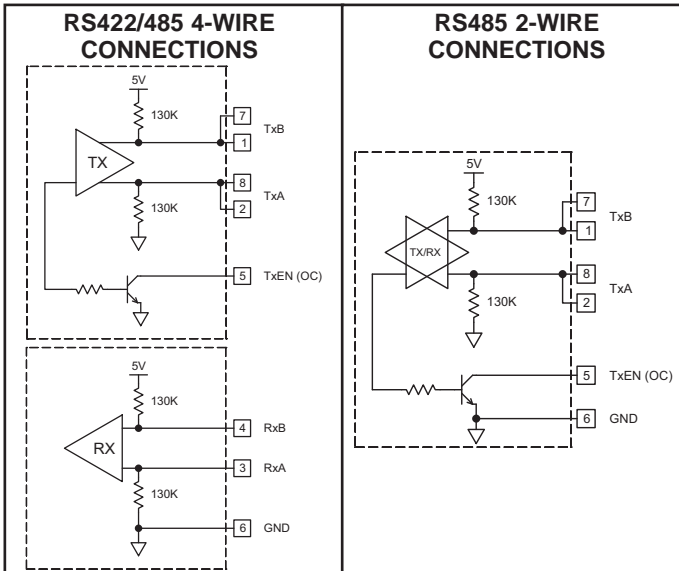 RS422/485 4-WIRE
CONNECTIONS
5V
130K
7
TxB
1
TX
8
TxA
130K
2
5
TxEN (OC)
5V
130K
4
RxB
RX
3
RxA
130K
6
GND
RS485 2-WIRE
CONNECTIONS
5V
130K
7
TxB
1
TX/RX
8
TxA
130K
2
5
TxEN (OC)
6
GND